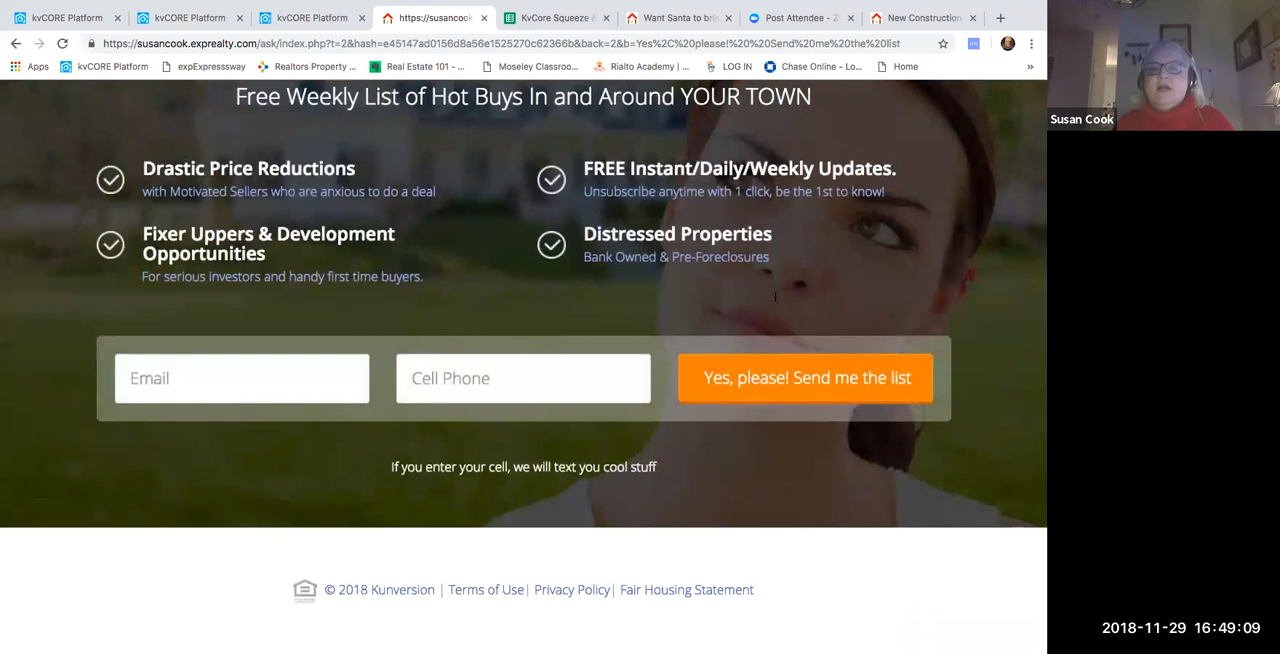 kvCORE Platform
kvCORE Platform
kvCORE Platform
https://susancook
KvCore Squeeze &
Want Santa to bri
Post Attendee - Z
New Construction
https://susancook.exprealty.com/ask/index.php?t=2&hash=e45147ad0156d8a56e1525270c62366b&back=2&b=Yes%2C%20please!%20%20Send%20me%20the%20list
Apps
kvCORE Platform
expExpresssway
Realtors Property ...
Real Estate 101 - ...
Moseley Classroo...
Rialto Academy | ...
LOG IN
Chase Online - Lo...
Home
»
Susan Cook
Free Weekly List of Hot Buys In and Around YOUR TOWN
Drastic Price Reductions
with Motivated Sellers who are anxious to do a deal
FREE Instant/Daily/Weekly Updates.
Unsubscribe anytime with 1 click, be the 1st to know!
Fixer Uppers & Development
Opportunities
For serious investors and handy first time buyers.
Distressed Properties
Bank Owned & Pre-Foreclosures
Email
Cell Phone
Yes, please! Send me the list
If you enter your cell, we will text you cool stuff
© 2018 Kunversion | Terms of Use | Privacy Policy | Fair Housing Statement
2018-11-29 16:49:09